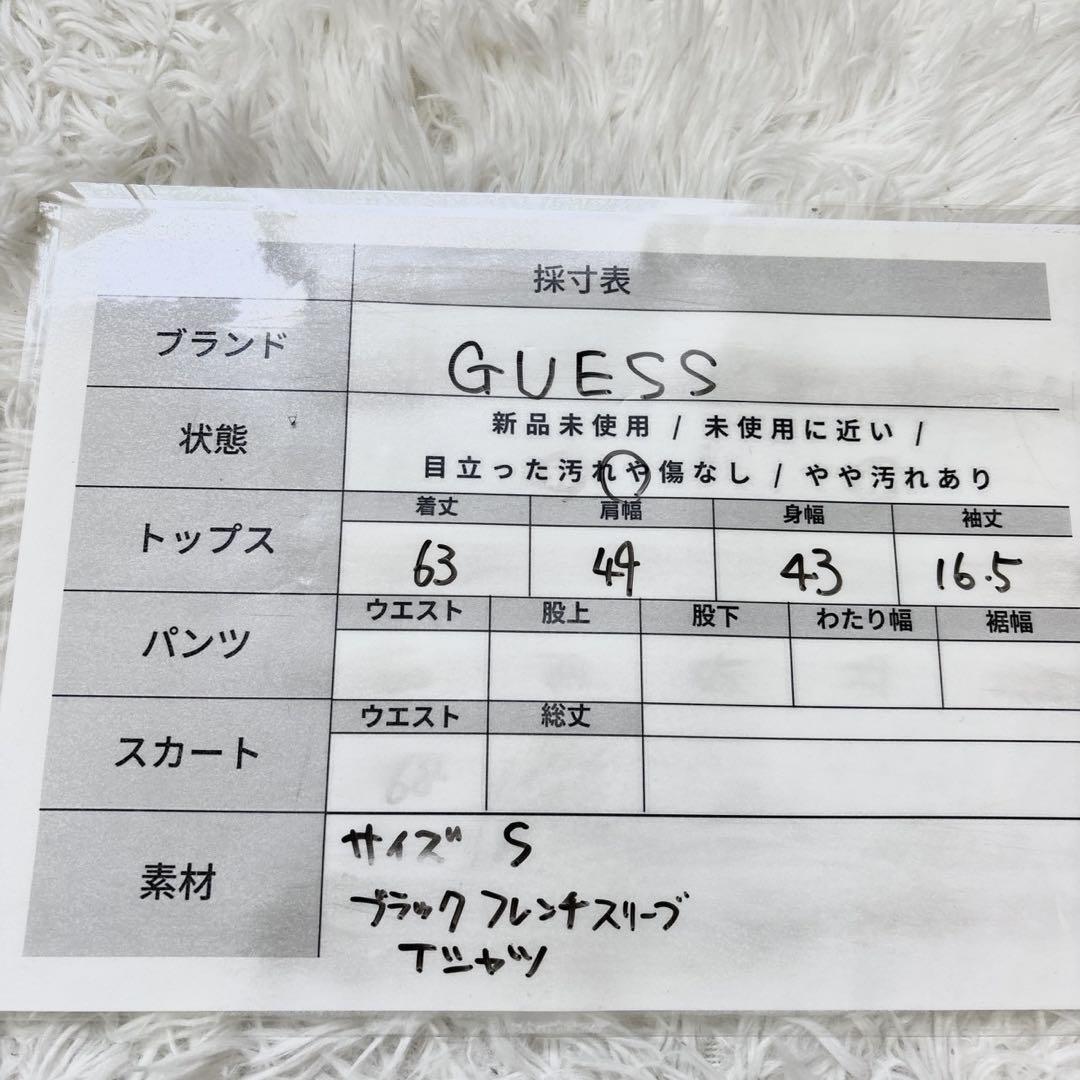 採寸表
ブランド GUESS
状態 新品未使用 / 未使用に近い /
目立った汚れや傷なし / やや汚れあり
トップス 着丈 肩幅 身幅 袖丈
63 44 43 16.5
パンツ ウエスト 股上 股下 わたり幅 裾幅
スカート ウエスト 総丈
素材 サイズ S
ブラック フレンチスリーブ
Tシャツ